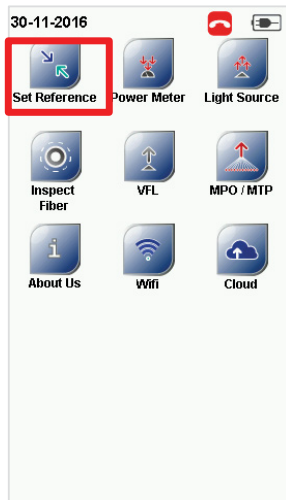 30-11-2016
Set Reference Power Meter Light Source
Inspect Fiber VFL MPO / MTP
About Us Wifi Cloud